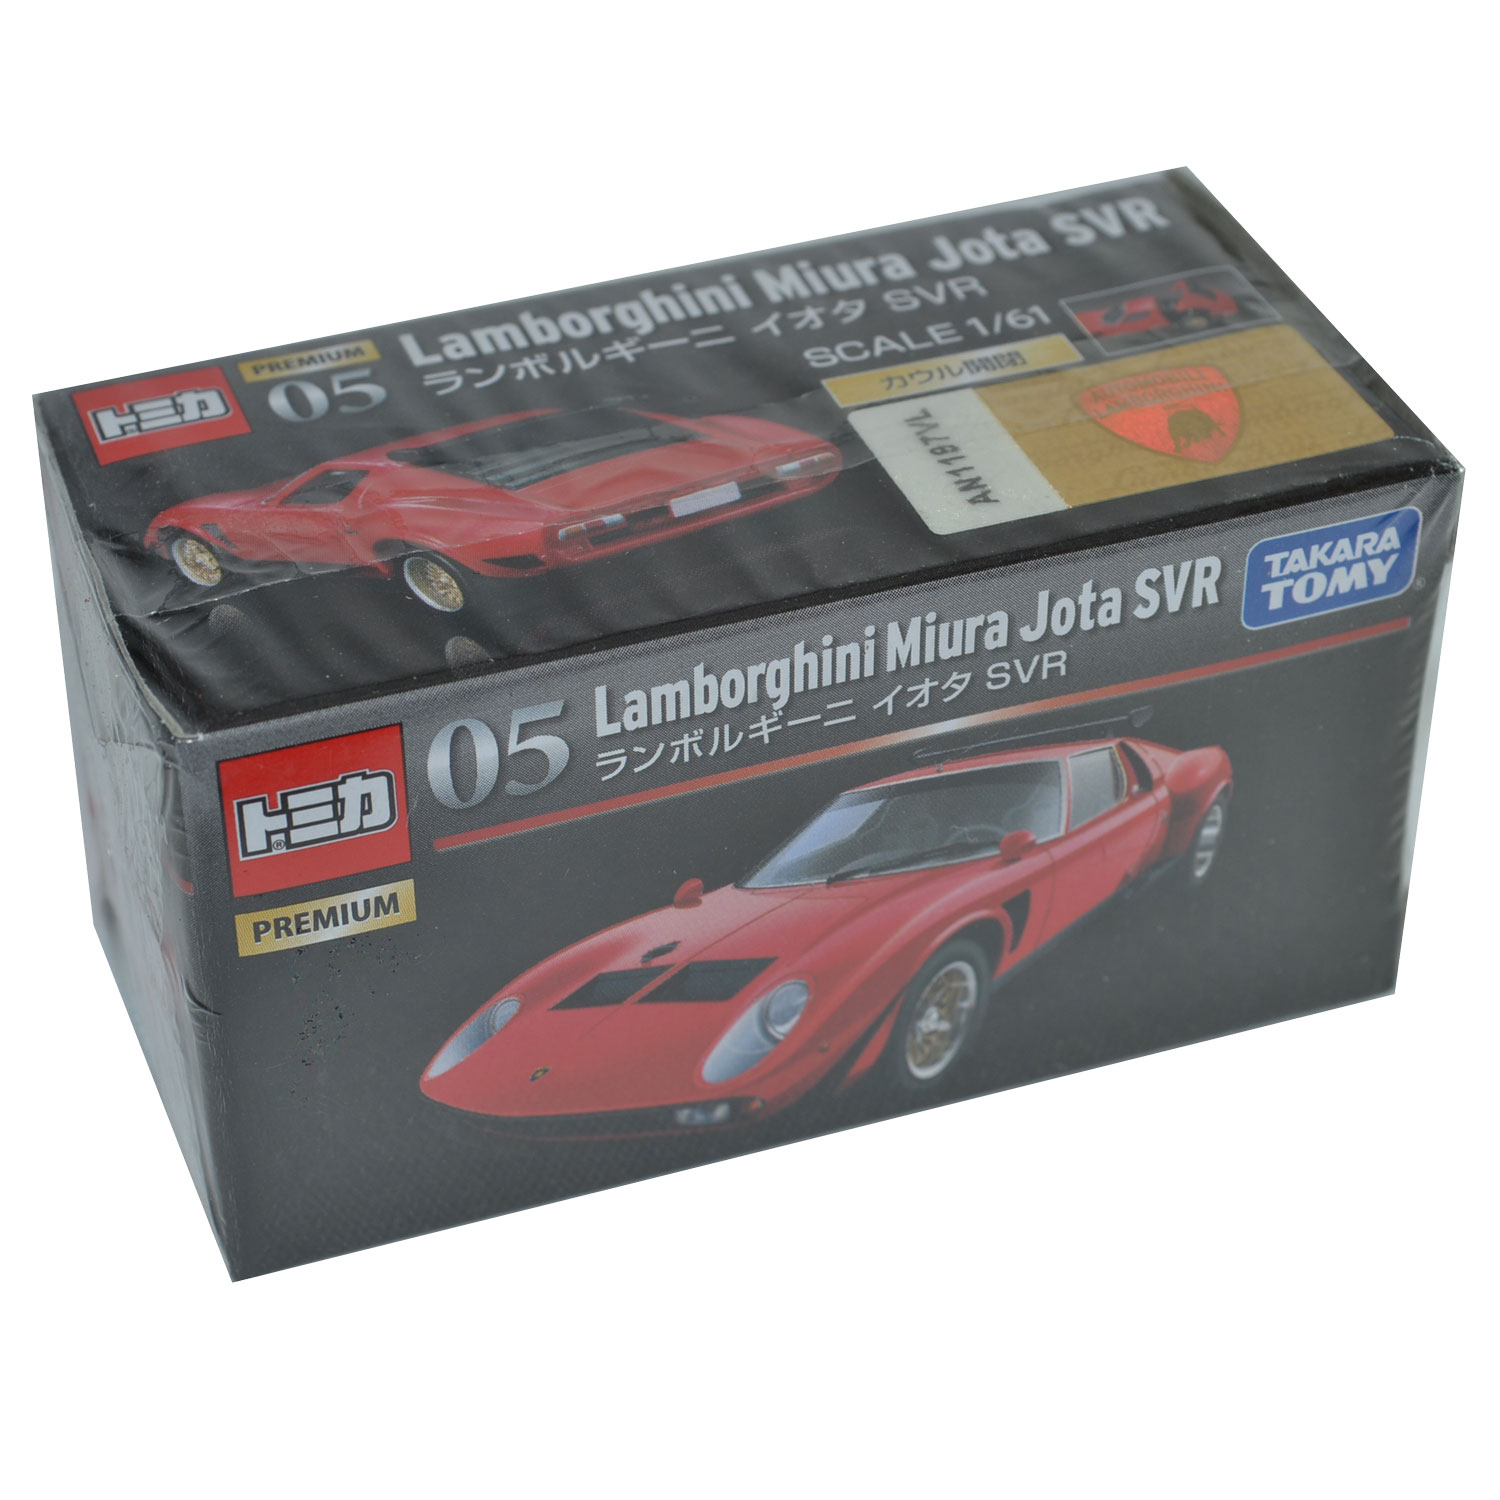 トミカ
PREMIUM
05
Lamborghini Miura Jota SVR
ランボルギーニ イオタ SVR
SCALE 1/61
カウル開閉
AN1197VL
AUTOMOBILI
LAMBORGHINI
トミカ®
PREMIUM
05
Lamborghini Miura Jota SVR
ランボルギーニ イオタ SVR
TAKARA
TOMY®